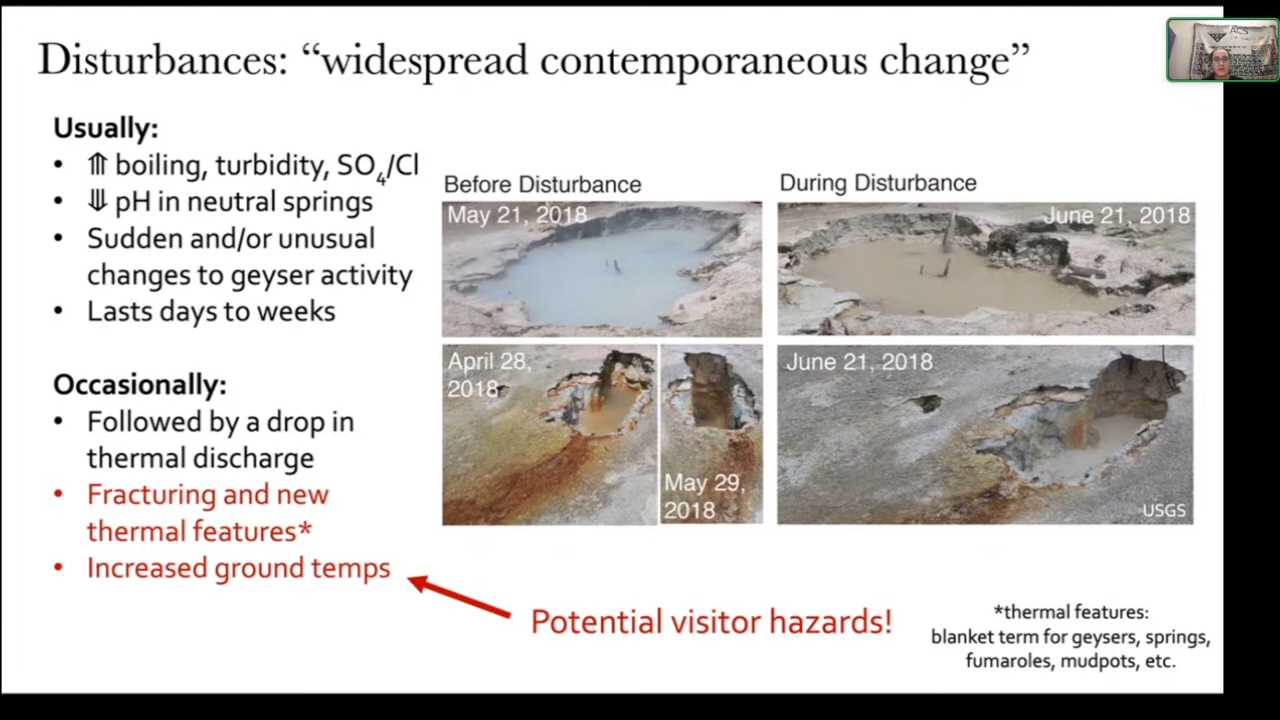 Disturbances: “widespread contemporaneous change”
Usually:
• ⤊ boiling, turbidity, SO₄/Cl
• ⤋ pH in neutral springs
• Sudden and/or unusual
changes to geyser activity
• Lasts days to weeks
Occasionally:
• Followed by a drop in
thermal discharge
• Fracturing and new
thermal features*
• Increased ground temps
Before Disturbance
May 21, 2018
During Disturbance
June 21, 2018
April 28,
2018
May 29,
2018
June 21, 2018
USGS
Potential visitor hazards!
*thermal features:
blanket term for geysers, springs,
fumaroles, mudpots, etc.
ACS